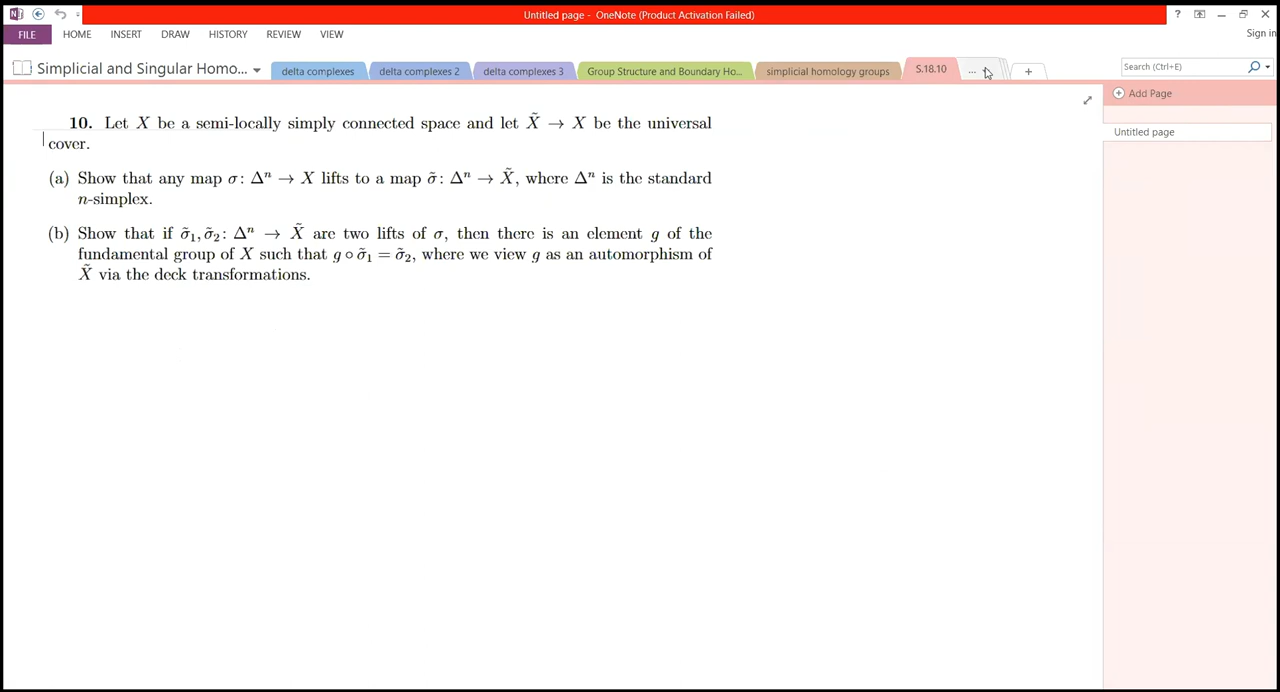 Untitled page - OneNote (Product Activation Failed)
?
FILE HOME INSERT DRAW HISTORY REVIEW VIEW
Sign in
Simplicial and Singular Homo...
delta complexes
delta complexes 2
delta complexes 3
Group Structure and Boundary Ho...
simplicial homology groups
S.18.10
...
+
Search (Ctrl+E)
Add Page
Untitled page
10. Let X be a semi-locally simply connected space and let X̃ → X be the universal
cover.
(a) Show that any map σ: Δⁿ → X lifts to a map σ̃: Δⁿ → X̃, where Δⁿ is the standard
n-simplex.
(b) Show that if σ̃₁, σ̃₂: Δⁿ → X̃ are two lifts of σ, then there is an element g of the
fundamental group of X such that g ∘ σ̃₁ = σ̃₂, where we view g as an automorphism of
X̃ via the deck transformations.